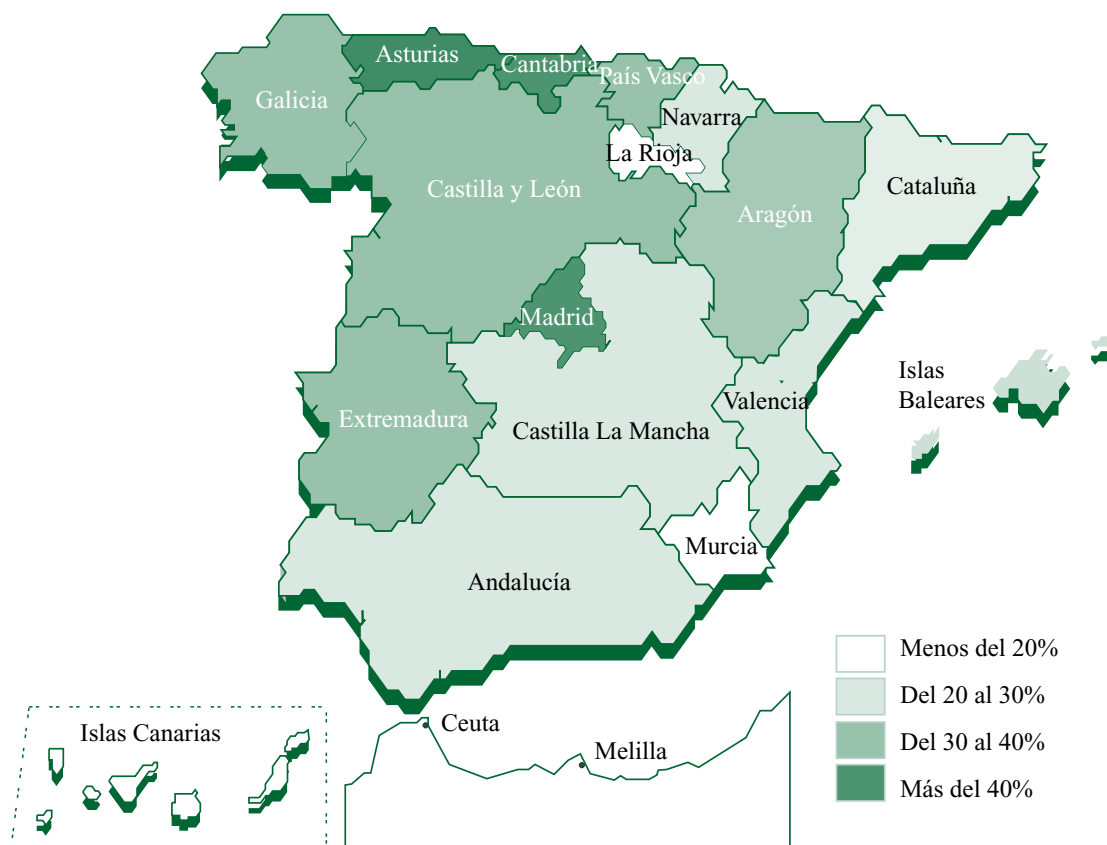 Asturias
Cantabria
País Vasco
Galicia
Navarra
La Rioja
Castilla y León
Cataluña
Aragón
Madrid
Islas
Baleares
Extremadura
Valencia
Castilla La Mancha
Murcia
Andalucía
Menos del 20%
Del 20 al 30%
Del 30 al 40%
Más del 40%
Islas Canarias
Ceuta
Melilla